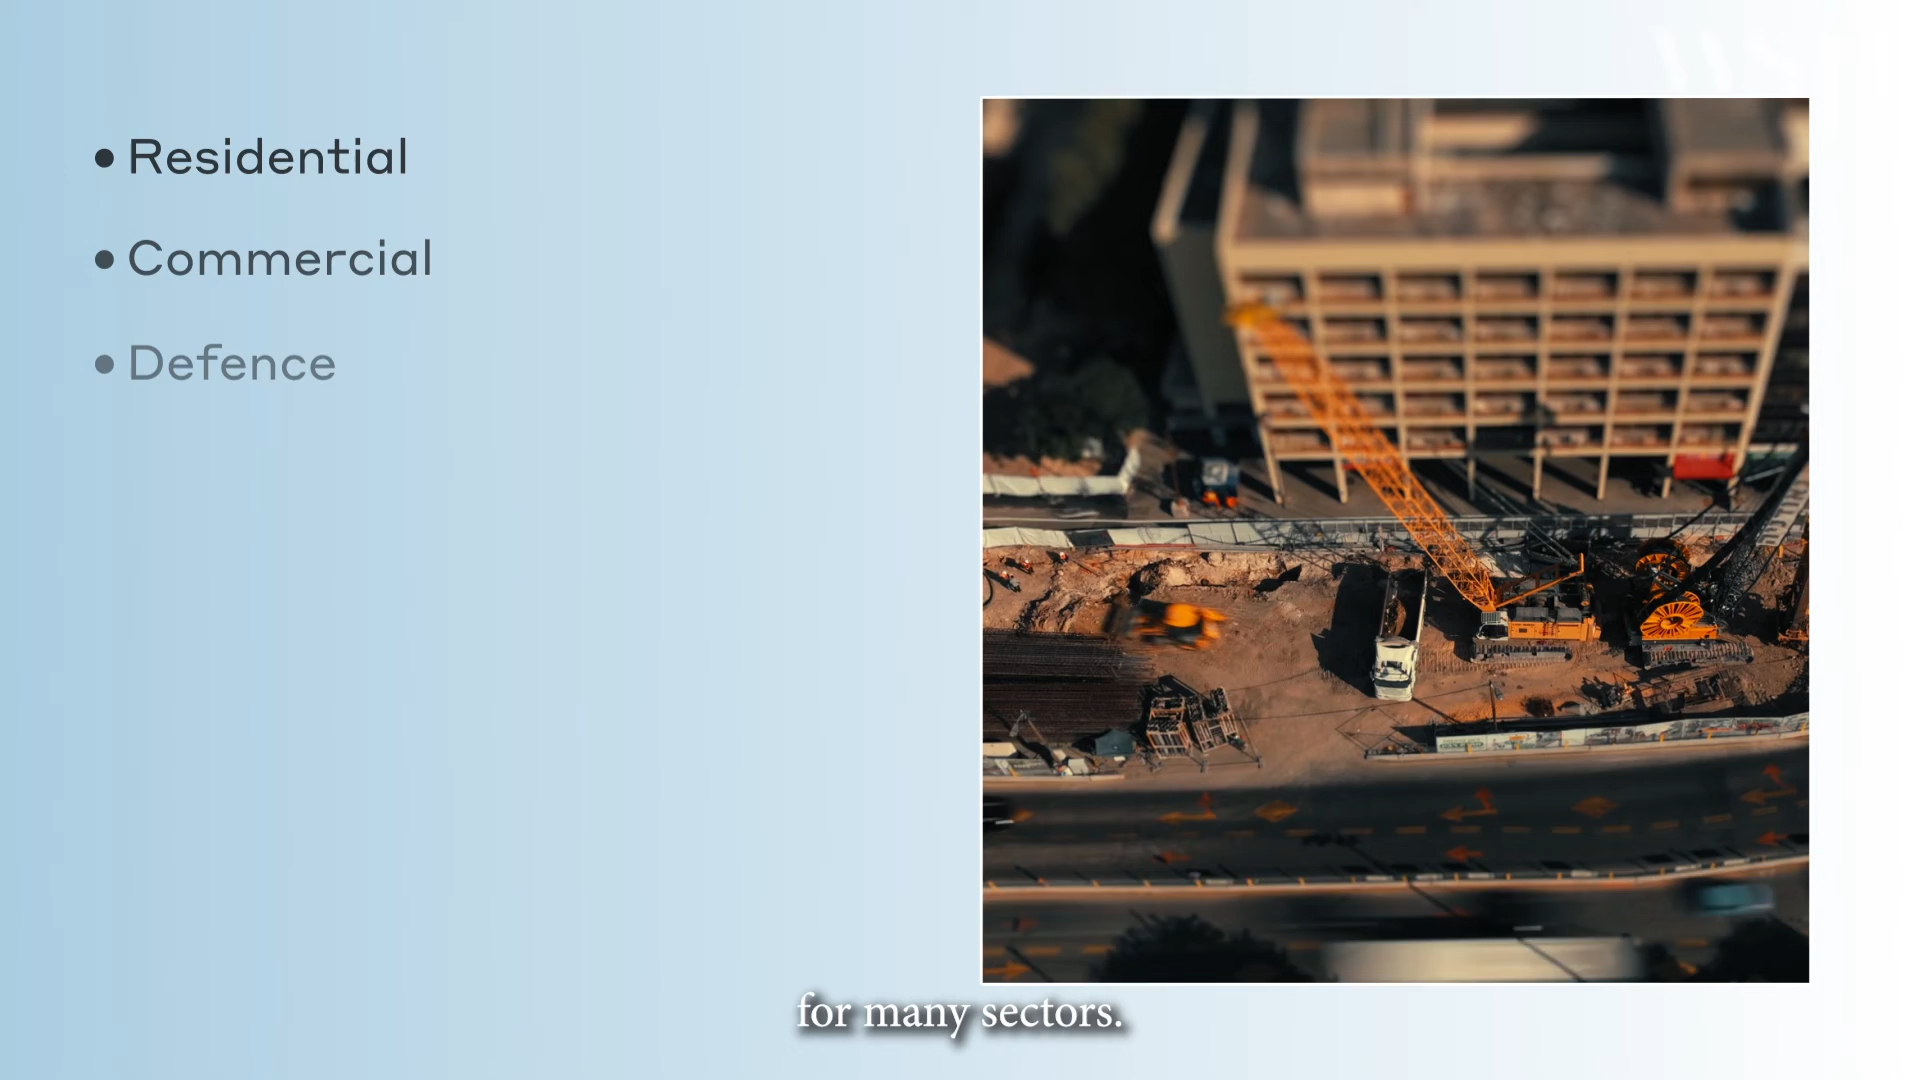 • Residential
• Commercial
• Defence
for many sectors.